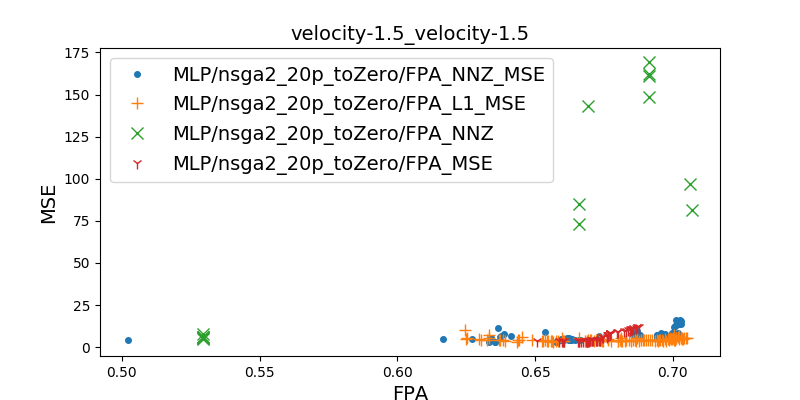 velocity-1.5_velocity-1.5
175
150
125
100
75
50
25
0
MSE
MLP/nsga2_20p_toZero/FPA_NNZ_MSE
MLP/nsga2_20p_toZero/FPA_L1_MSE
MLP/nsga2_20p_toZero/FPA_NNZ
MLP/nsga2_20p_toZero/FPA_MSE
0.50 0.55 0.60 0.65 0.70
FPA